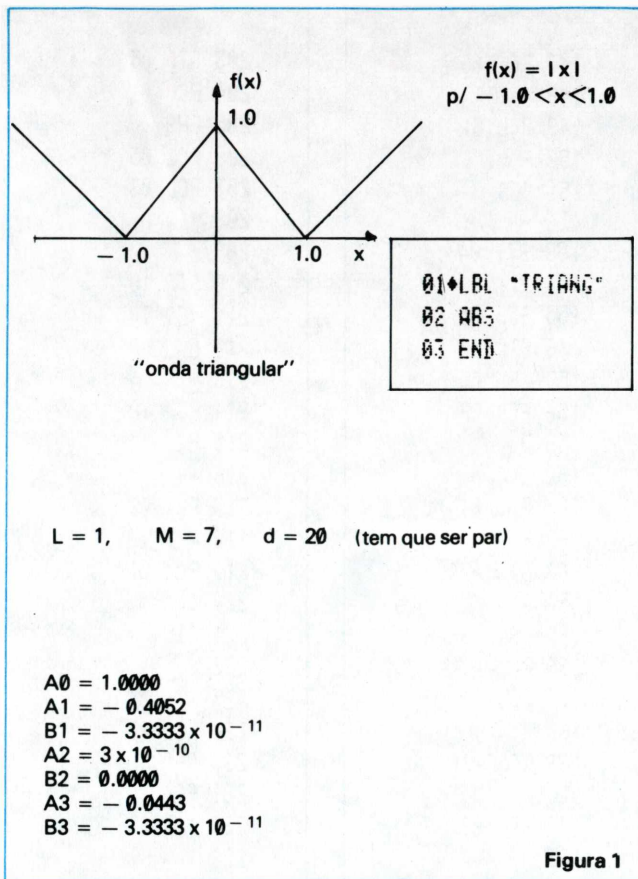 f(x) = |x|
p/ − 1.0 < x < 1.0
f(x)
1.0
− 1.0
1.0
x
01♦LBL "TRIANG"
02 ABS
03 END
"onda triangular"
L = 1, M = 7, d = 20 (tem que ser par)
A0 = 1.0000
A1 = − 0.4052
B1 = − 3.3333 x 10⁻¹¹
A2 = 3 x 10⁻¹⁰
B2 = 0.0000
A3 = − 0.0443
B3 = − 3.3333 x 10⁻¹¹
Figura 1